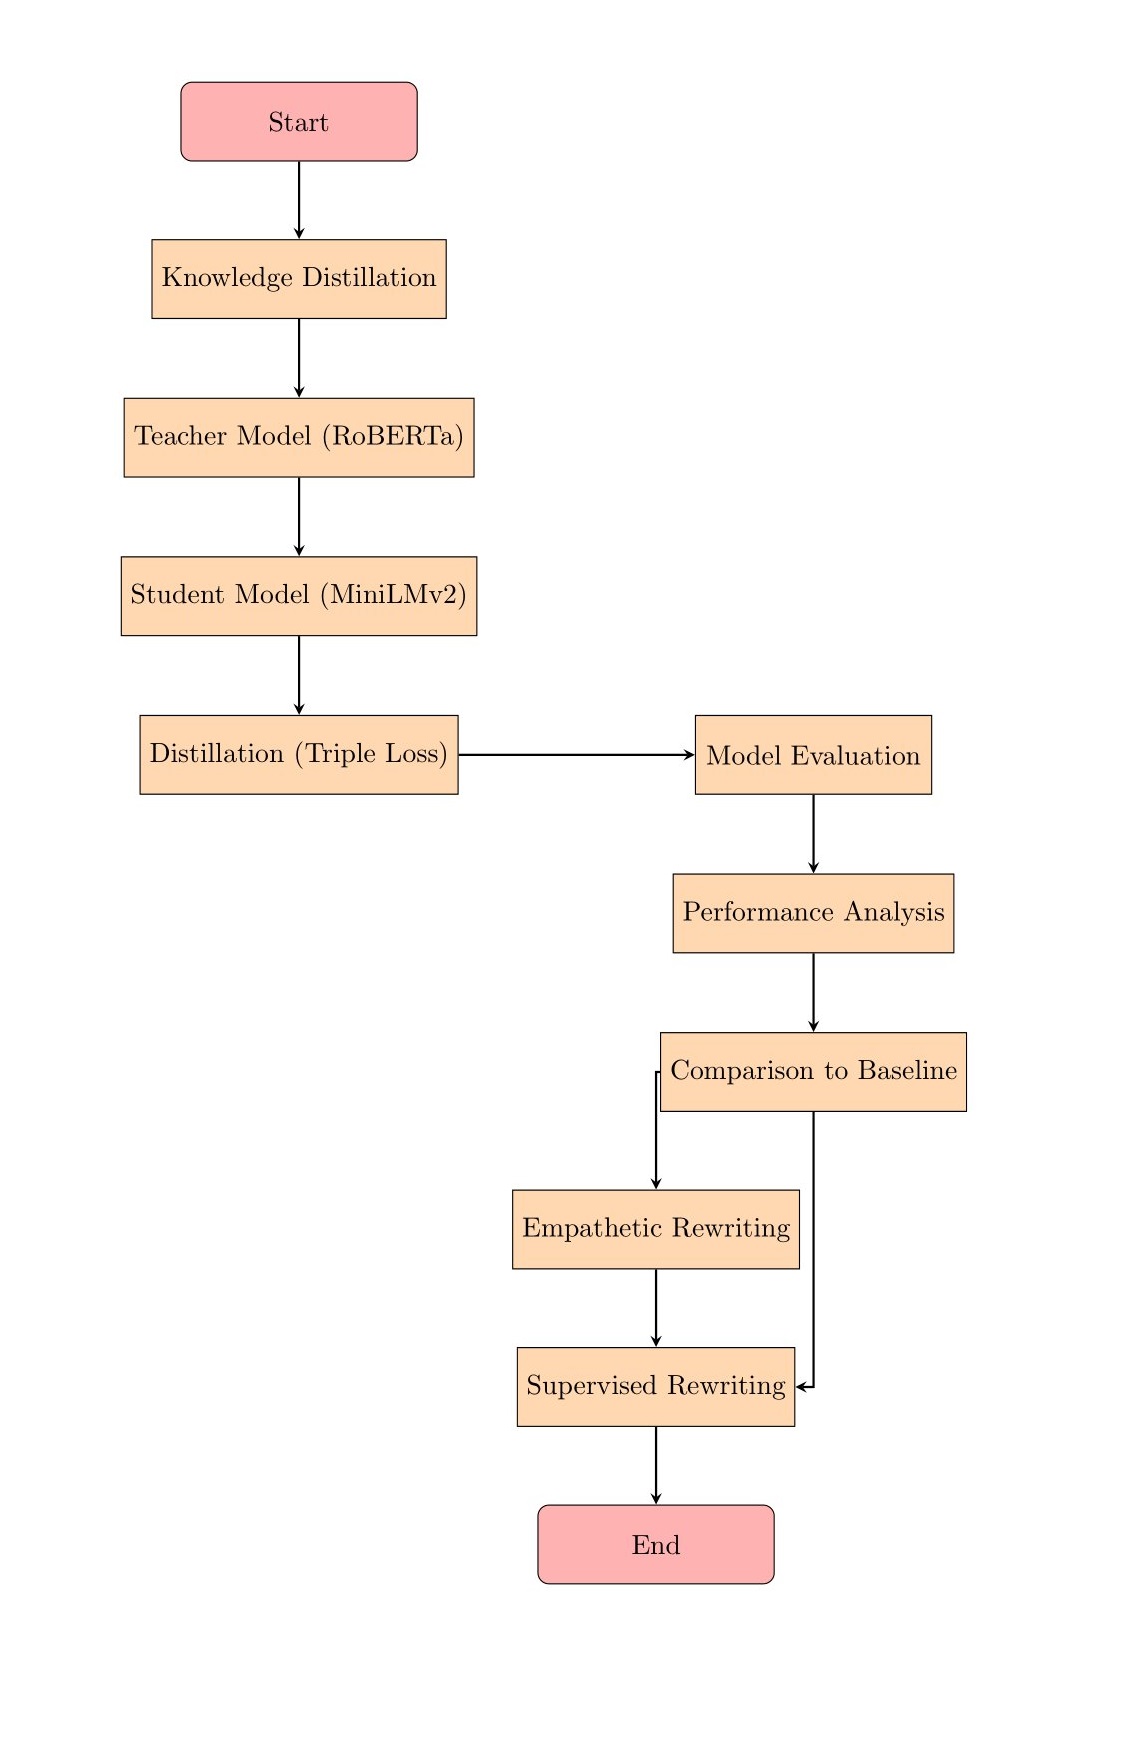 Start
Knowledge Distillation
Teacher Model (RoBERTa)
Student Model (MiniLMv2)
Distillation (Triple Loss)
Model Evaluation
Performance Analysis
Comparison to Baseline
Empathetic Rewriting
Supervised Rewriting
End